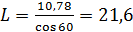 L = 10,78 / cos 60 = 21,6